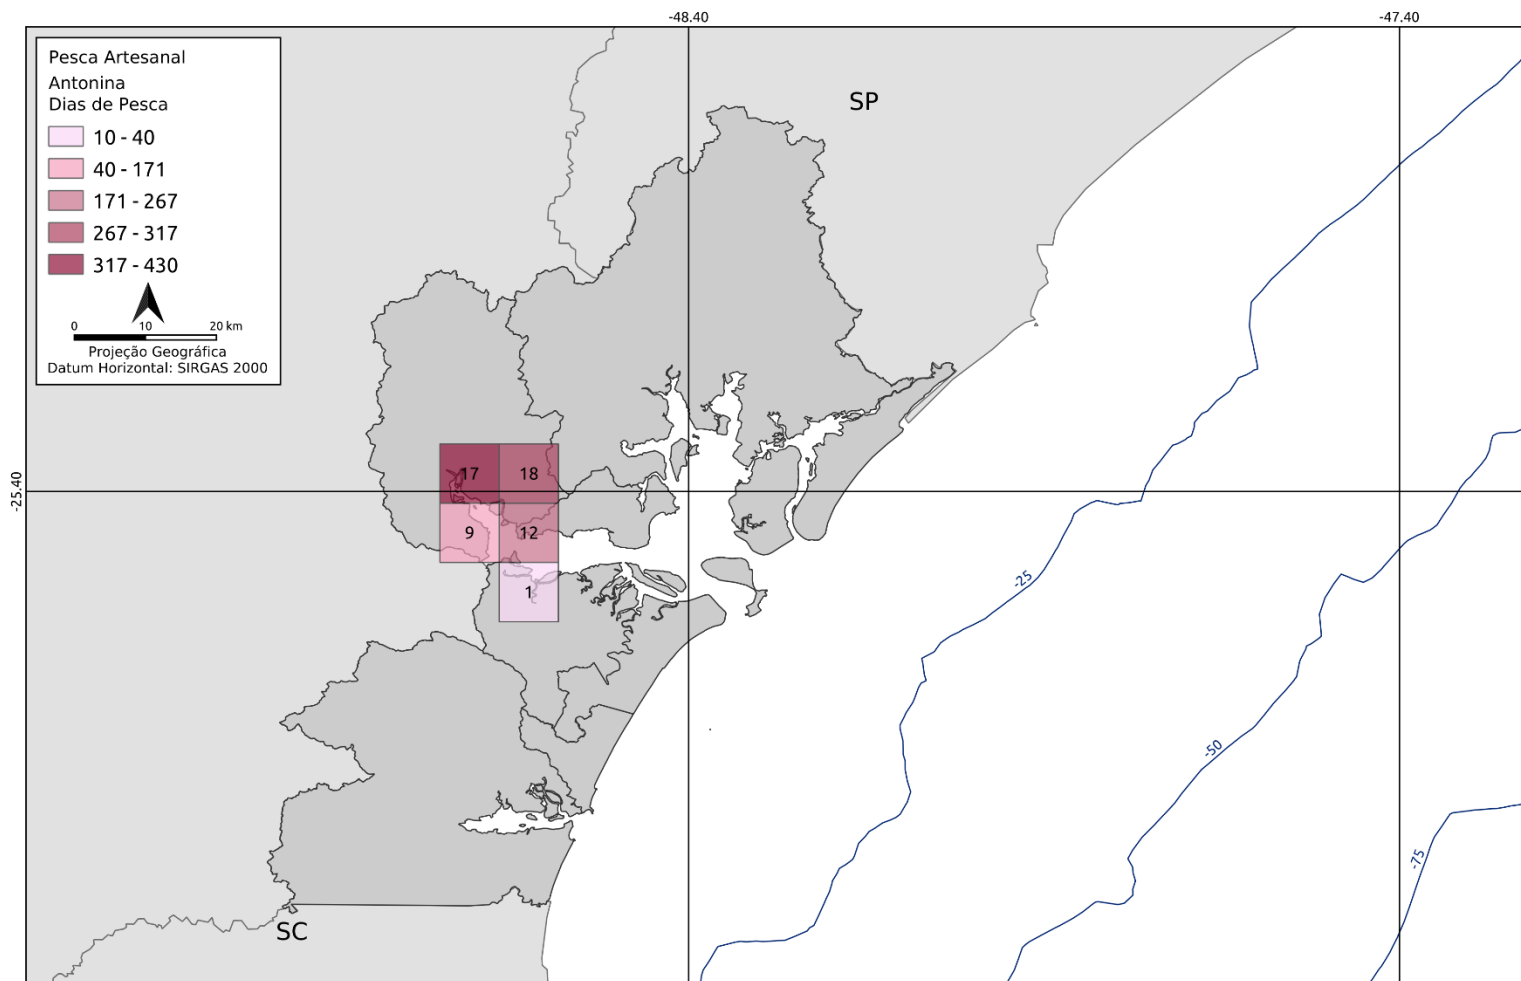 -48.40
-47.40
Pesca Artesanal
Antonina
Dias de Pesca
10 - 40
40 - 171
171 - 267
267 - 317
317 - 430
0 10 20 km
Projeção Geográfica
Datum Horizontal: SIRGAS 2000
SP
-25.40
17 18
9 12
1
-25
-50
-75
SC